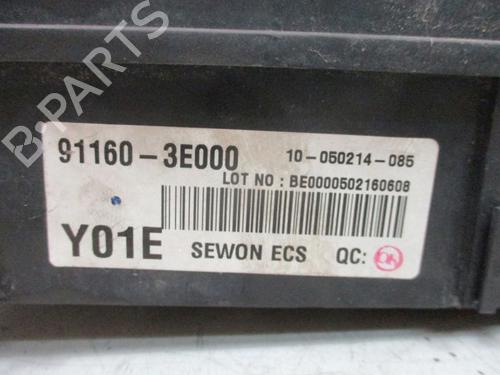 B-PARTS
91160-3E000
10-050214-085
LOT NO : BE0000502160608
Y01E
SEWON ECS
QC: OK